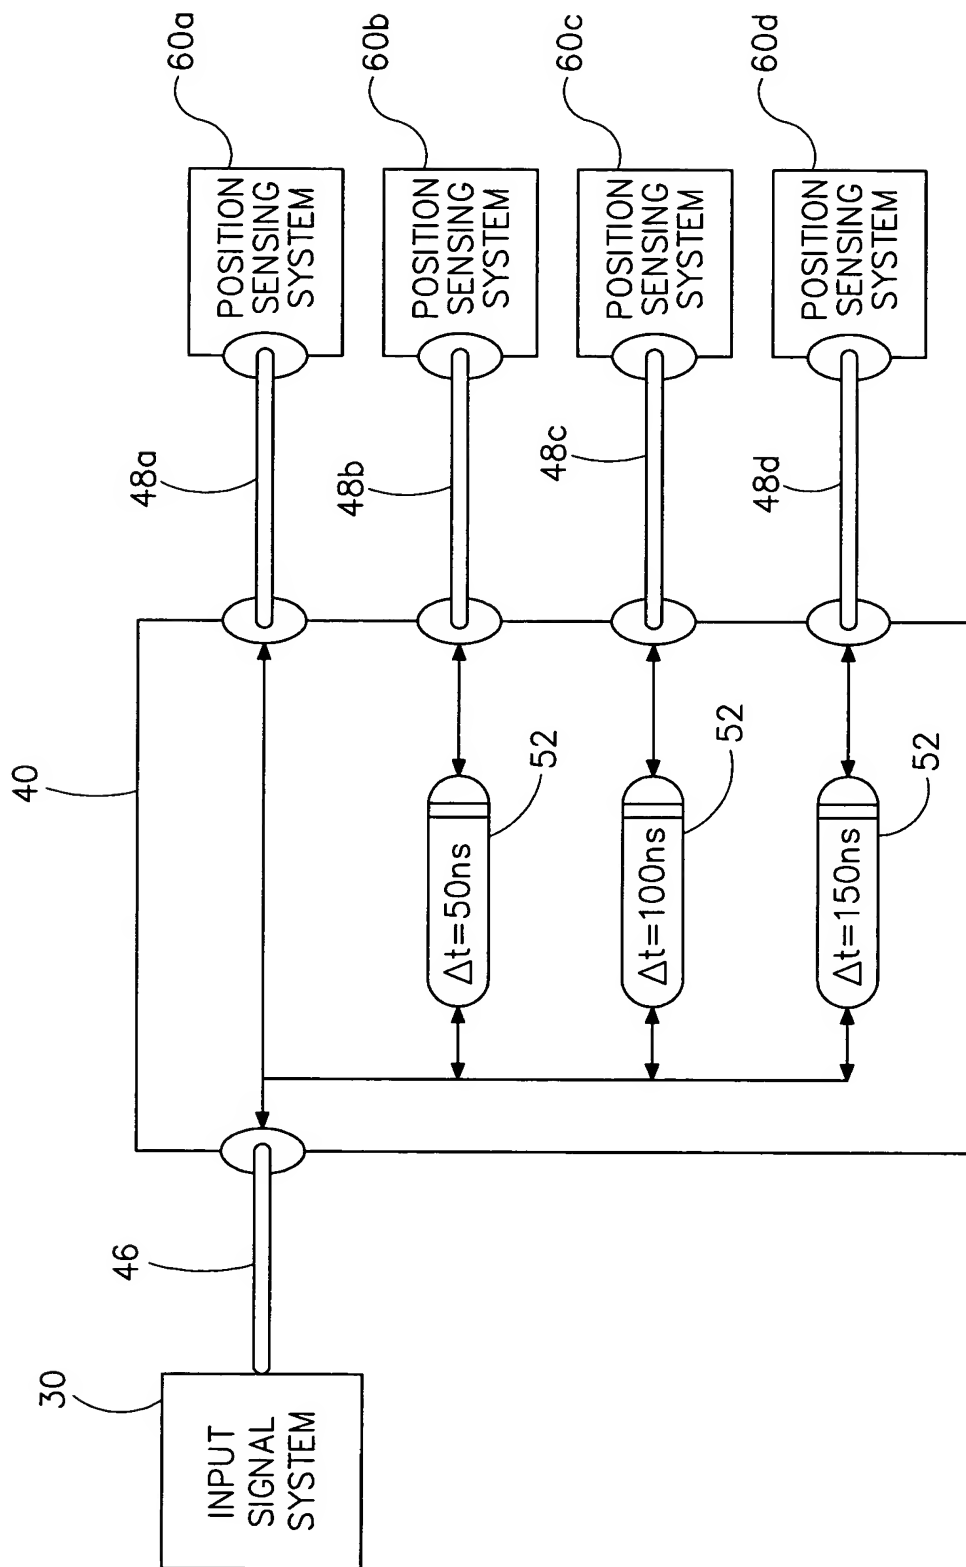 40
60a
60b
60c
60d
30
46
48a
48b
48c
48d
INPUT
SIGNAL
SYSTEM
POSITION
SENSING
SYSTEM
POSITION
SENSING
SYSTEM
POSITION
SENSING
SYSTEM
POSITION
SENSING
SYSTEM
Δt=50ns
52
Δt=100ns
52
Δt=150ns
52